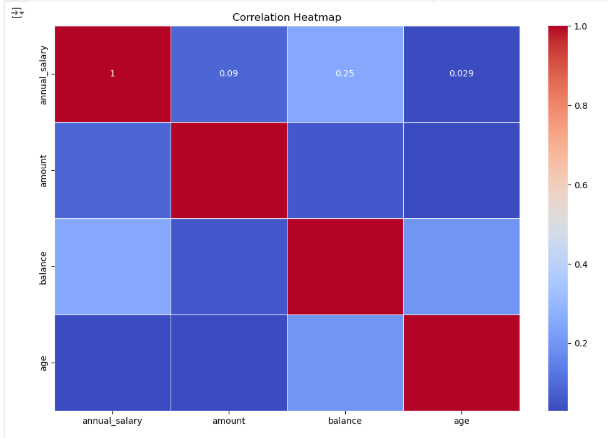 Correlation Heatmap
annual_salary
1 0.09 0.25 0.029
amount
balance
age
annual_salary amount balance age
1.0
0.8
0.6
0.4
0.2